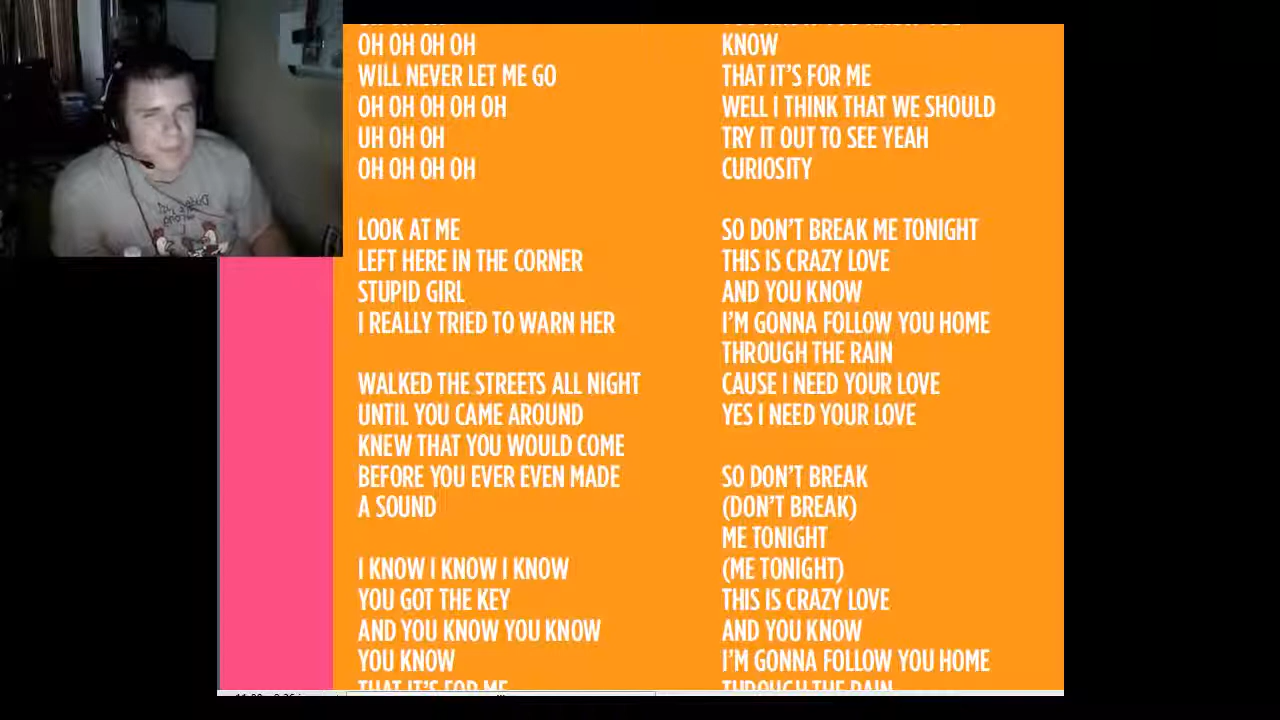 OH OH OH OH
WILL NEVER LET ME GO
OH OH OH OH OH
UH OH OH
OH OH OH OH
LOOK AT ME
LEFT HERE IN THE CORNER
STUPID GIRL
I REALLY TRIED TO WARN HER
WALKED THE STREETS ALL NIGHT
UNTIL YOU CAME AROUND
KNEW THAT YOU WOULD COME
BEFORE YOU EVER EVEN MADE
A SOUND
I KNOW I KNOW I KNOW
YOU GOT THE KEY
AND YOU KNOW YOU KNOW
YOU KNOW
THAT IT'S FOR ME
KNOW
THAT IT'S FOR ME
WELL I THINK THAT WE SHOULD
TRY IT OUT TO SEE YEAH
CURIOSITY
SO DON'T BREAK ME TONIGHT
THIS IS CRAZY LOVE
AND YOU KNOW
I'M GONNA FOLLOW YOU HOME
THROUGH THE RAIN
CAUSE I NEED YOUR LOVE
YES I NEED YOUR LOVE
SO DON'T BREAK
(DON'T BREAK)
ME TONIGHT
(ME TONIGHT)
THIS IS CRAZY LOVE
AND YOU KNOW
I'M GONNA FOLLOW YOU HOME
THROUGH THE RAIN